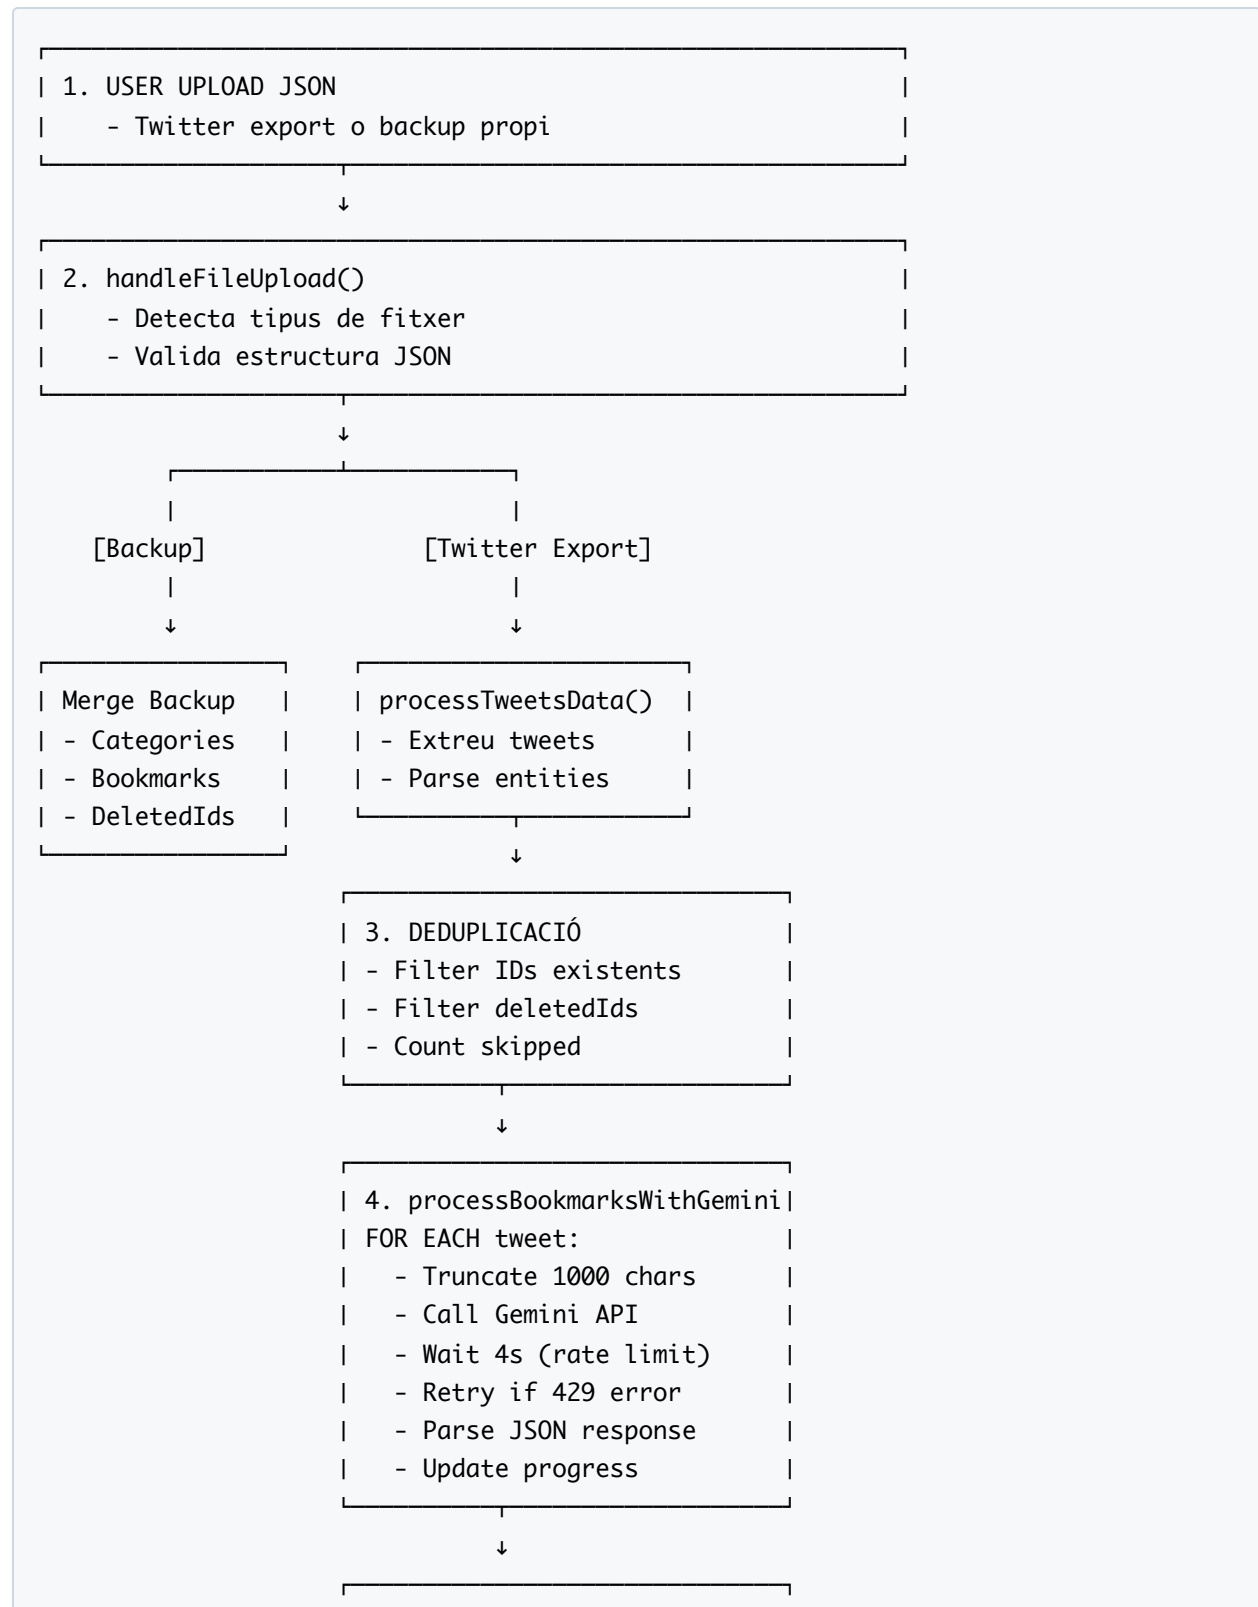 1. USER UPLOAD JSON
- Twitter export o backup propi
↓
2. handleFileUpload()
- Detecta tipus de fitxer
- Valida estructura JSON
↓
[Backup] [Twitter Export]
↓ ↓
Merge Backup
- Categories
- Bookmarks
- DeletedIds
processTweetsData()
- Extreu tweets
- Parse entities
↓
3. DEDUPLICACIÓ
- Filter IDs existents
- Filter deletedIds
- Count skipped
↓
4. processBookmarksWithGemini
FOR EACH tweet:
- Truncate 1000 chars
- Call Gemini API
- Wait 4s (rate limit)
- Retry if 429 error
- Parse JSON response
- Update progress
↓